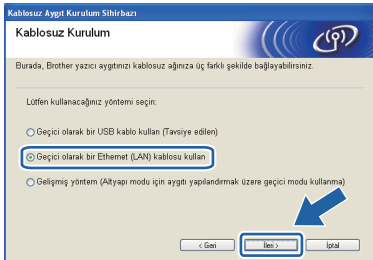 Kablosuz Aygıt Kurulum Sihirbazı
Kablosuz Kurulum
Burada, Brother yazıcı aygıtınızı kablosuz ağınıza üç farklı şekilde bağlayabilirsiniz.
Lütfen kullanacağınız yöntemi seçin:
Geçici olarak bir USB kablo kullan (Tavsiye edilen)
Geçici olarak bir Ethernet (LAN) kablosu kullan
Gelişmiş yöntem (Altyapı modu için aygıtı yapılandırmak üzere geçici modu kullanma)
< Geri
İleri >
İptal